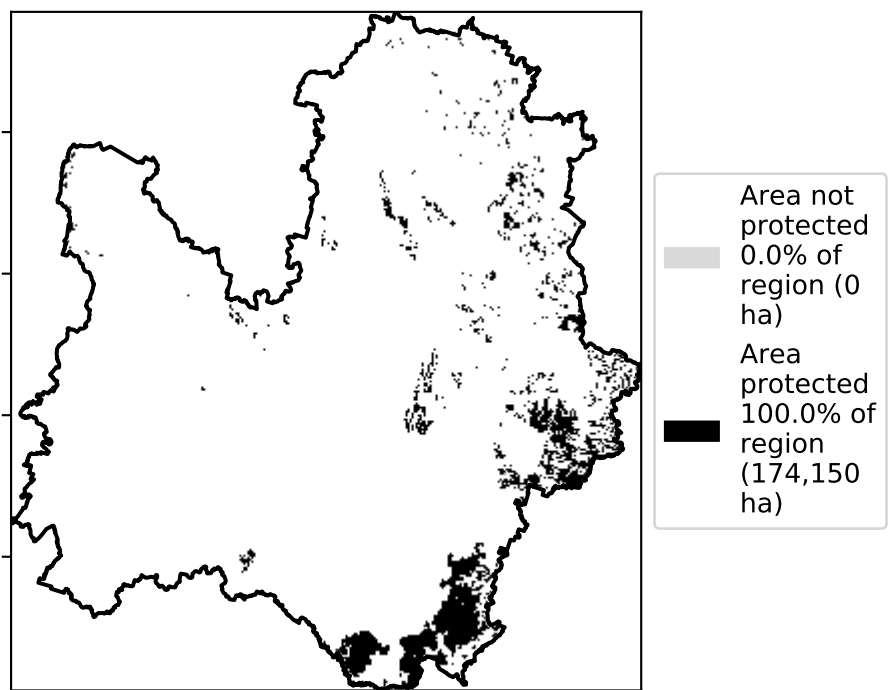 Area not
protected
0.0% of
region (0
ha)
Area
protected
100.0% of
region
(174,150
ha)